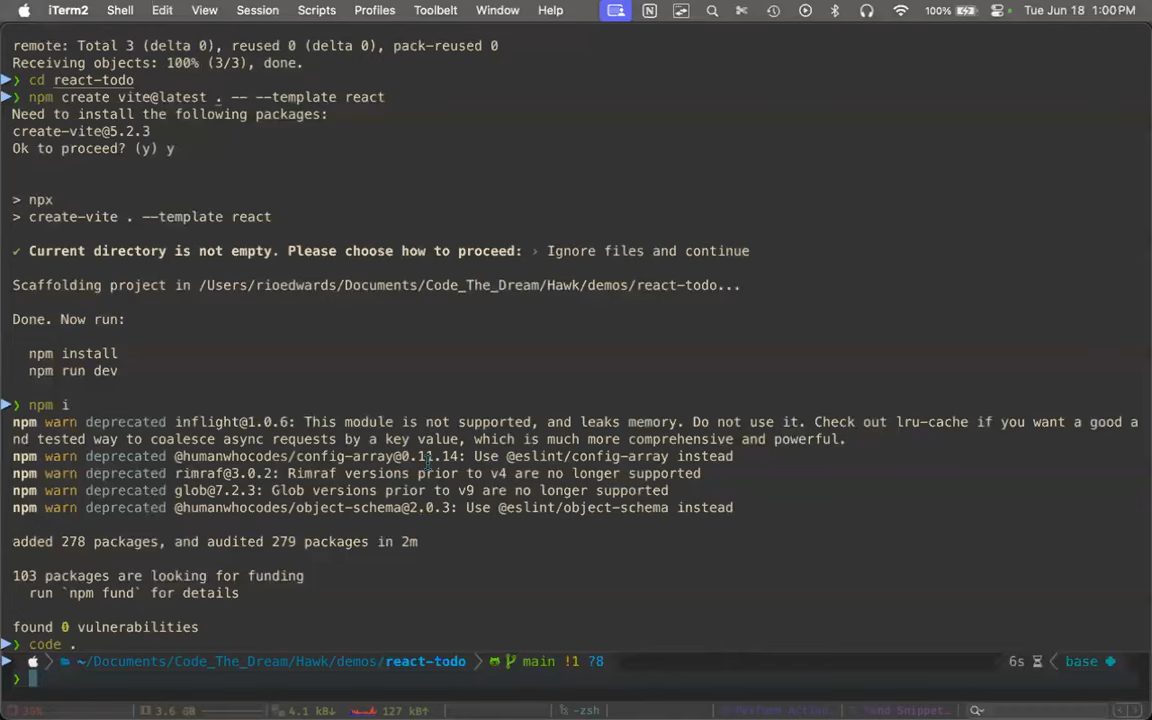 iTerm2 Shell Edit View Session Scripts Profiles Toolbelt Window Help 100% Tue Jun 18 1:00PM
remote: Total 3 (delta 0), reused 0 (delta 0), pack-reused 0
Receiving objects: 100% (3/3), done.
❯ cd react-todo
❯ npm create vite@latest . -- --template react
Need to install the following packages:
create-vite@5.2.3
Ok to proceed? (y) y
> npx
> create-vite . --template react
✓ Current directory is not empty. Please choose how to proceed: › Ignore files and continue
Scaffolding project in /Users/rioedwards/Documents/Code_The_Dream/Hawk/demos/react-todo...
Done. Now run:
npm install
npm run dev
❯ npm i
npm warn deprecated inflight@1.0.6: This module is not supported, and leaks memory. Do not use it. Check out lru-cache if you want a good a
nd tested way to coalesce async requests by a key value, which is much more comprehensive and powerful.
npm warn deprecated @humanwhocodes/config-array@0.11.14: Use @eslint/config-array instead
npm warn deprecated rimraf@3.0.2: Rimraf versions prior to v4 are no longer supported
npm warn deprecated glob@7.2.3: Glob versions prior to v9 are no longer supported
npm warn deprecated @humanwhocodes/object-schema@2.0.3: Use @eslint/object-schema instead
added 278 packages, and audited 279 packages in 2m
103 packages are looking for funding
run `npm fund` for details
found 0 vulnerabilities
❯ code .
~/Documents/Code_The_Dream/Hawk/demos/react-todo main !1 ?8 6s base
❯
3.6 GB 4.1 kB↓ 127 kB↑ -zsh